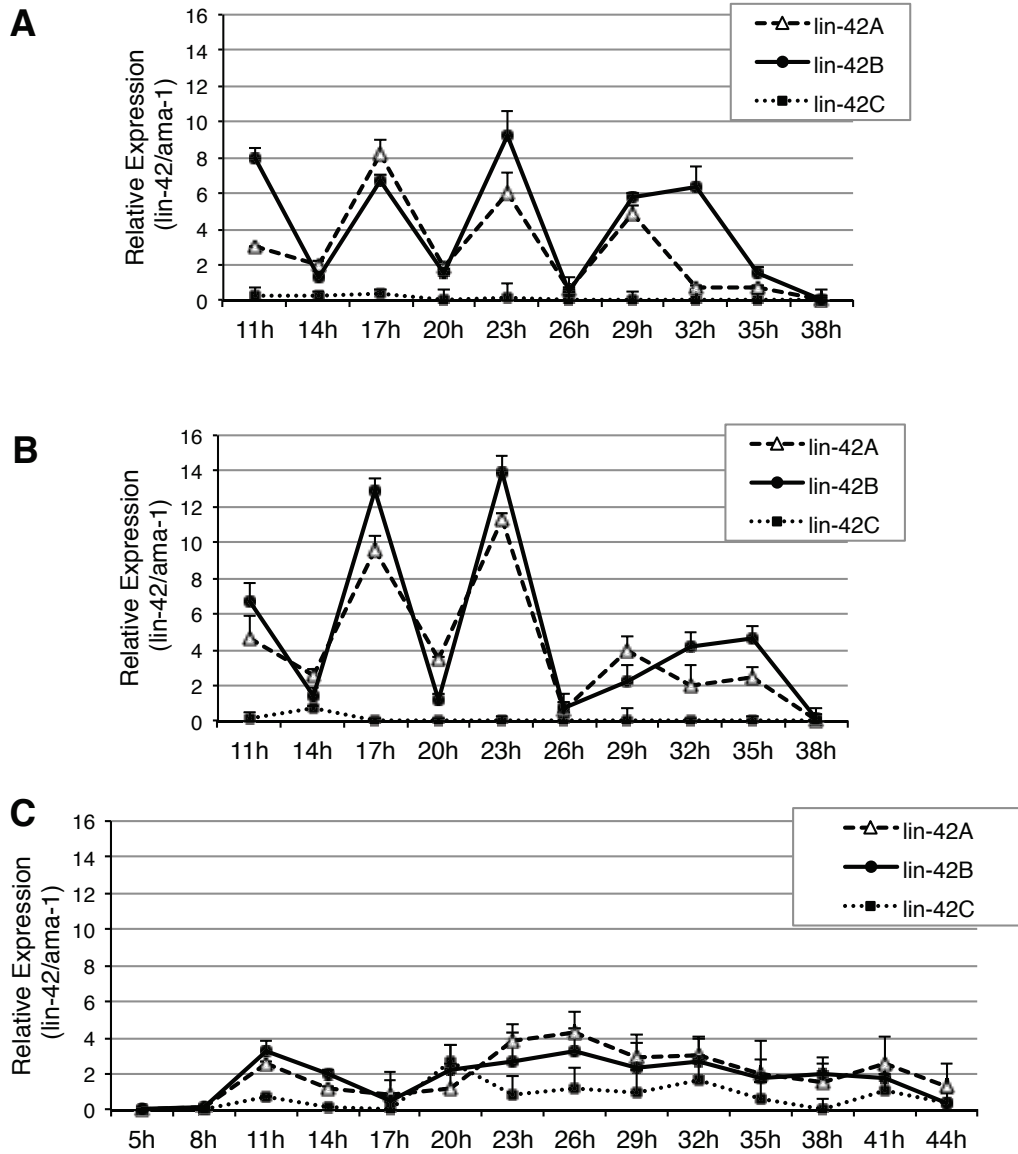 A
Relative Expression
(lin-42/ama-1)
16
14
12
10
8
6
4
2
0
lin-42A
lin-42B
lin-42C
11h 14h 17h 20h 23h 26h 29h 32h 35h 38h
B
Relative Expression
(lin-42/ama-1)
16
14
12
10
8
6
4
2
0
lin-42A
lin-42B
lin-42C
11h 14h 17h 20h 23h 26h 29h 32h 35h 38h
C
Relative Expression
(lin-42/ama-1)
16
14
12
10
8
6
4
2
0
lin-42A
lin-42B
lin-42C
5h 8h 11h 14h 17h 20h 23h 26h 29h 32h 35h 38h 41h 44h